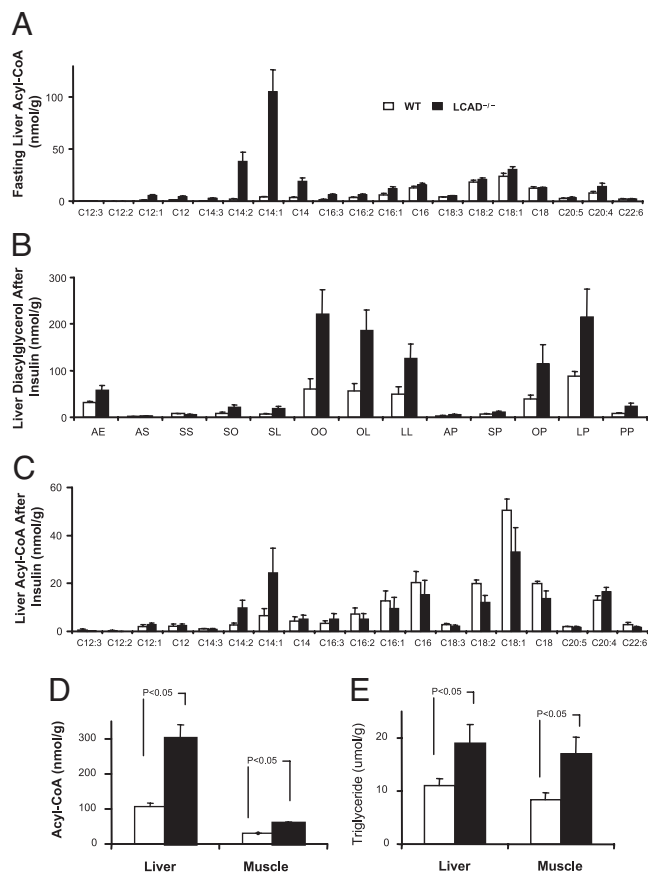 A
Fasting Liver Acyl-CoA
(nmol/g)
100
50
0
WT LCAD-/-
C12:3 C12:2 C12:1 C12 C14:3 C14:2 C14:1 C14 C16:3 C16:2 C16:1 C16 C18:3 C18:2 C18:1 C18 C20:5 C20:4 C22:6
B
Liver Diacylglycerol After
Insulin (nmol/g)
300
200
100
0
AE AS SS SO SL OO OL LL AP SP OP LP PP
C
Liver Acyl-CoA After
Insulin (nmol/g)
60
40
20
0
C12:3 C12:2 C12:1 C12 C14:3 C14:2 C14:1 C14 C16:3 C16:2 C16:1 C16 C18:3 C18:2 C18:1 C18 C20:5 C20:4 C22:6
D
Acyl-CoA (nmol/g)
300
200
100
0
P<0.05
P<0.05
Liver Muscle
E
Triglyceride (umol/g)
20
10
0
P<0.05
P<0.05
Liver Muscle